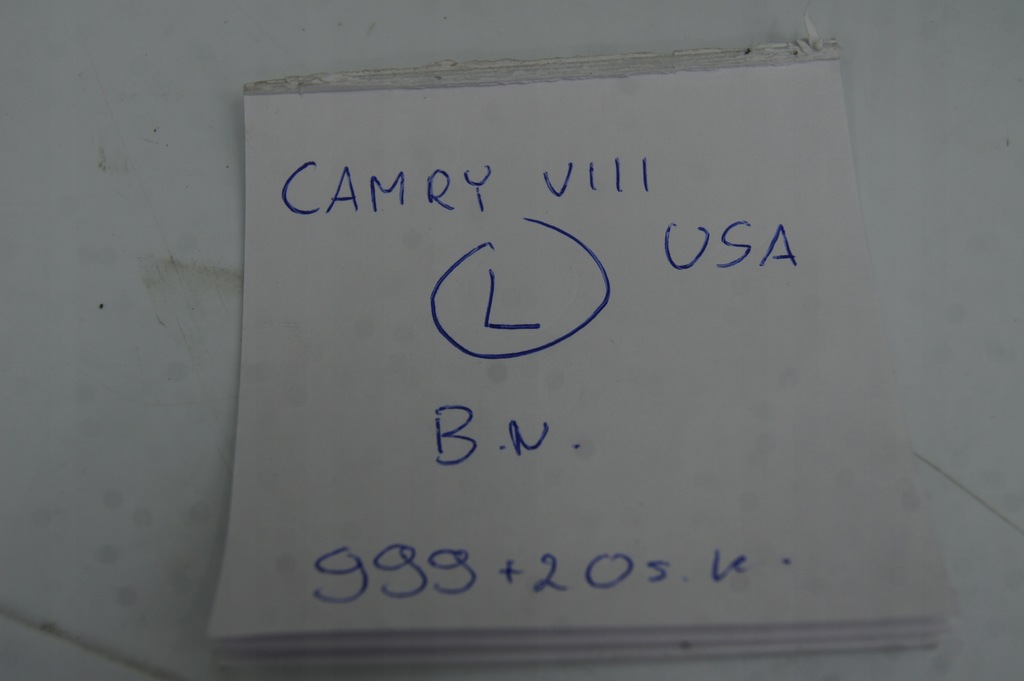 CAMRY VIII
USA
L
B.N.
999+20s.k.